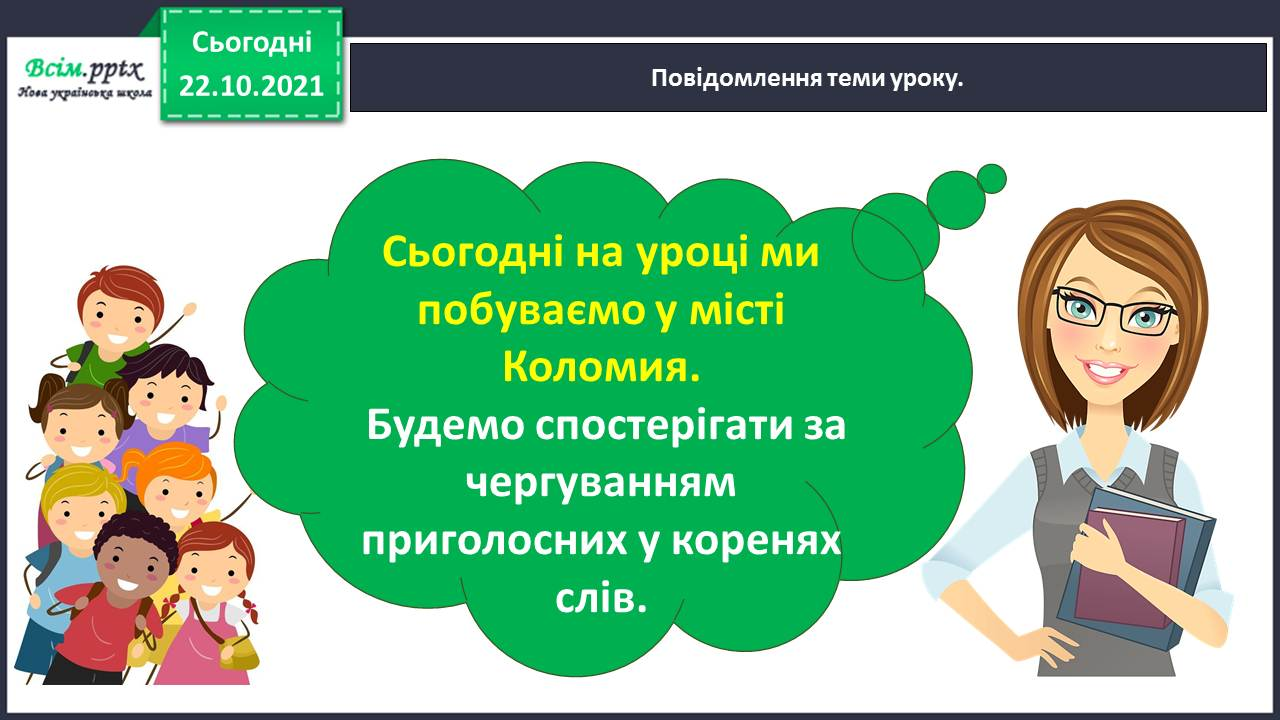 Сьогодні
22.10.2021
Всім.pptx
Нова українська школа
Повідомлення теми уроку.
Сьогодні на уроці ми
побуваємо у місті
Коломия.
Будемо спостерігати за
чергуванням
приголосних у коренях
слів.